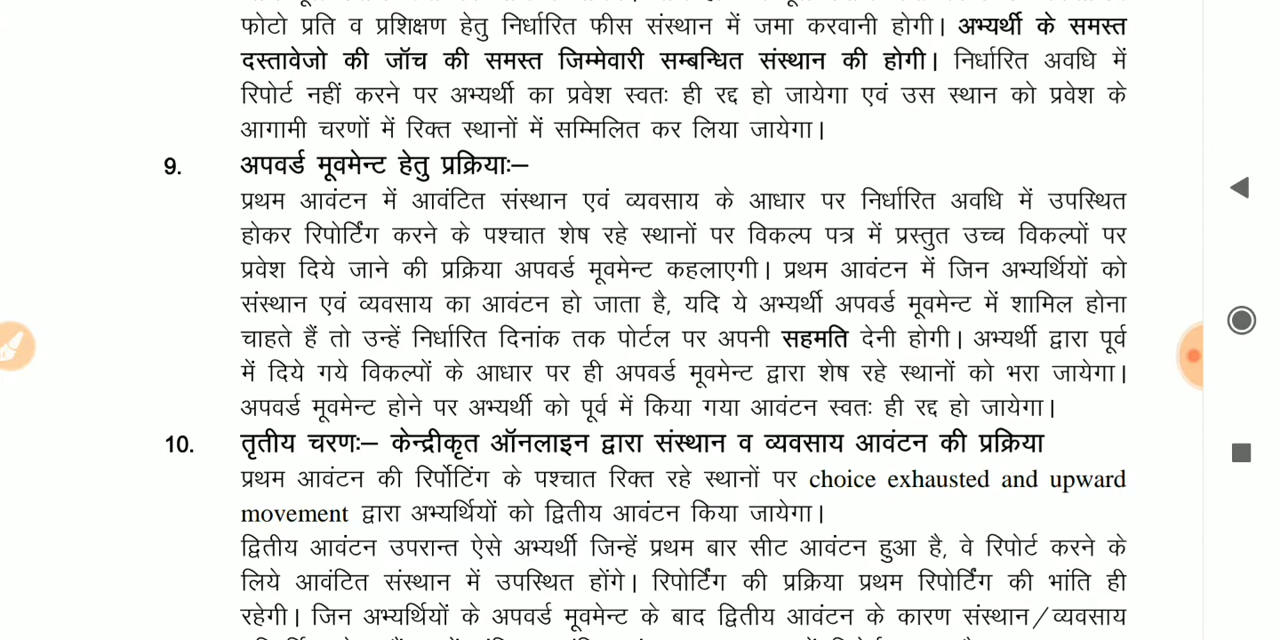 फोटो प्रति व प्रशिक्षण हेतु निर्धारित फीस संस्थान में जमा करवानी होगी। अभ्यर्थी के समस्त
दस्तावेजो की जॉच की समस्त जिम्मेवारी सम्बन्धित संस्थान की होगी। निर्धारित अवधि में
रिपोर्ट नहीं करने पर अभ्यर्थी का प्रवेश स्वतः ही रद्द हो जायेगा एवं उस स्थान को प्रवेश के
आगामी चरणों में रिक्त स्थानों में सम्मिलित कर लिया जायेगा।
9. अपवर्ड मूवमेन्ट हेतु प्रक्रियाः–
प्रथम आवंटन में आवंटित संस्थान एवं व्यवसाय के आधार पर निर्धारित अवधि में उपस्थित
होकर रिपोर्टिंग करने के पश्चात शेष रहे स्थानों पर विकल्प पत्र में प्रस्तुत उच्च विकल्पों पर
प्रवेश दिये जाने की प्रक्रिया अपवर्ड मूवमेन्ट कहलाएगी। प्रथम आवंटन में जिन अभ्यर्थियों को
संस्थान एवं व्यवसाय का आवंटन हो जाता है, यदि ये अभ्यर्थी अपवर्ड मूवमेन्ट में शामिल होना
चाहते हैं तो उन्हें निर्धारित दिनांक तक पोर्टल पर अपनी सहमति देनी होगी। अभ्यर्थी द्वारा पूर्व
में दिये गये विकल्पों के आधार पर ही अपवर्ड मूवमेन्ट द्वारा शेष रहे स्थानों को भरा जायेगा।
अपवर्ड मूवमेन्ट होने पर अभ्यर्थी को पूर्व में किया गया आवंटन स्वतः ही रद्द हो जायेगा।
10. तृतीय चरणः– केन्द्रीकृत ऑनलाइन द्वारा संस्थान व व्यवसाय आवंटन की प्रक्रिया
प्रथम आवंटन की रिर्पोटिंग के पश्चात रिक्त रहे स्थानों पर choice exhausted and upward
movement द्वारा अभ्यर्थियों को द्वितीय आवंटन किया जायेगा।
द्वितीय आवंटन उपरान्त ऐसे अभ्यर्थी जिन्हें प्रथम बार सीट आवंटन हुआ है, वे रिपोर्ट करने के
लिये आवंटित संस्थान में उपस्थित होंगे। रिपोर्टिंग की प्रक्रिया प्रथम रिपोर्टिंग की भांति ही
रहेगी। जिन अभ्यर्थियों के अपवर्ड मूवमेन्ट के बाद द्वितीय आवंटन के कारण संस्थान/व्यवसाय